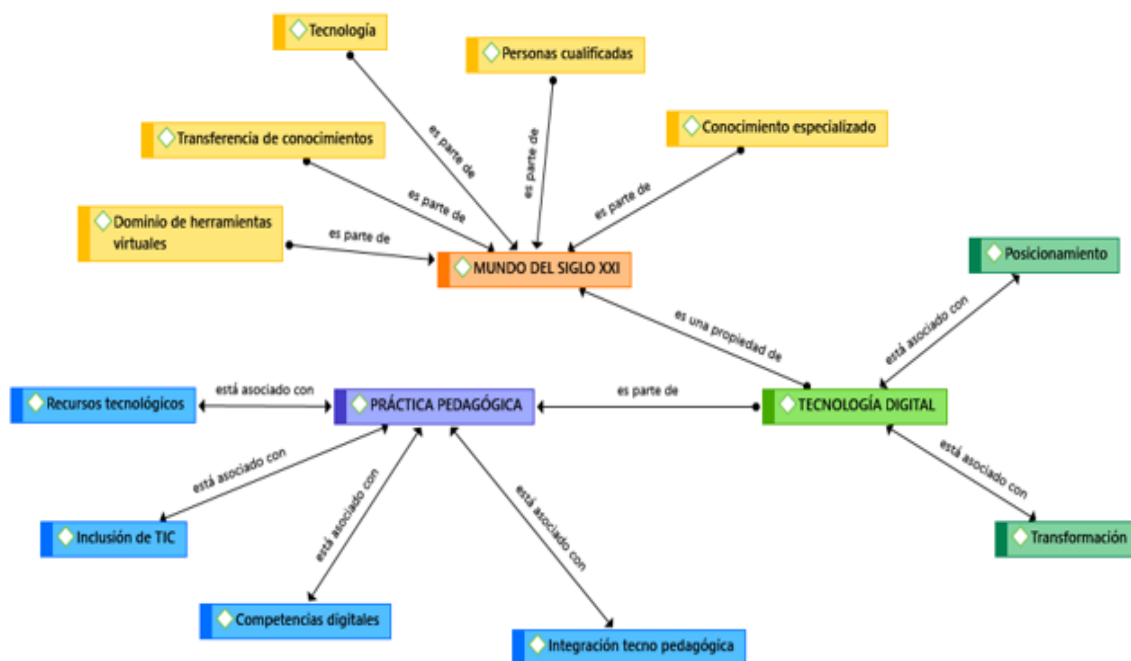 Tecnología
Personas cualificadas
Transferencia de conocimientos
Conocimiento especializado
es parte de
es parte de
es parte de
es parte de
Dominio de herramientas
virtuales
es parte de
MUNDO DEL SIGLO XXI
Posicionamiento
es una propiedad de
está asociado con
Recursos tecnológicos
está asociado con
PRÁCTICA PEDAGÓGICA
es parte de
TECNOLOGÍA DIGITAL
está asociado con
está asociado con
está asociado con
está asociado con
Inclusión de TIC
Transformación
Competencias digitales
Integración tecno pedagógica